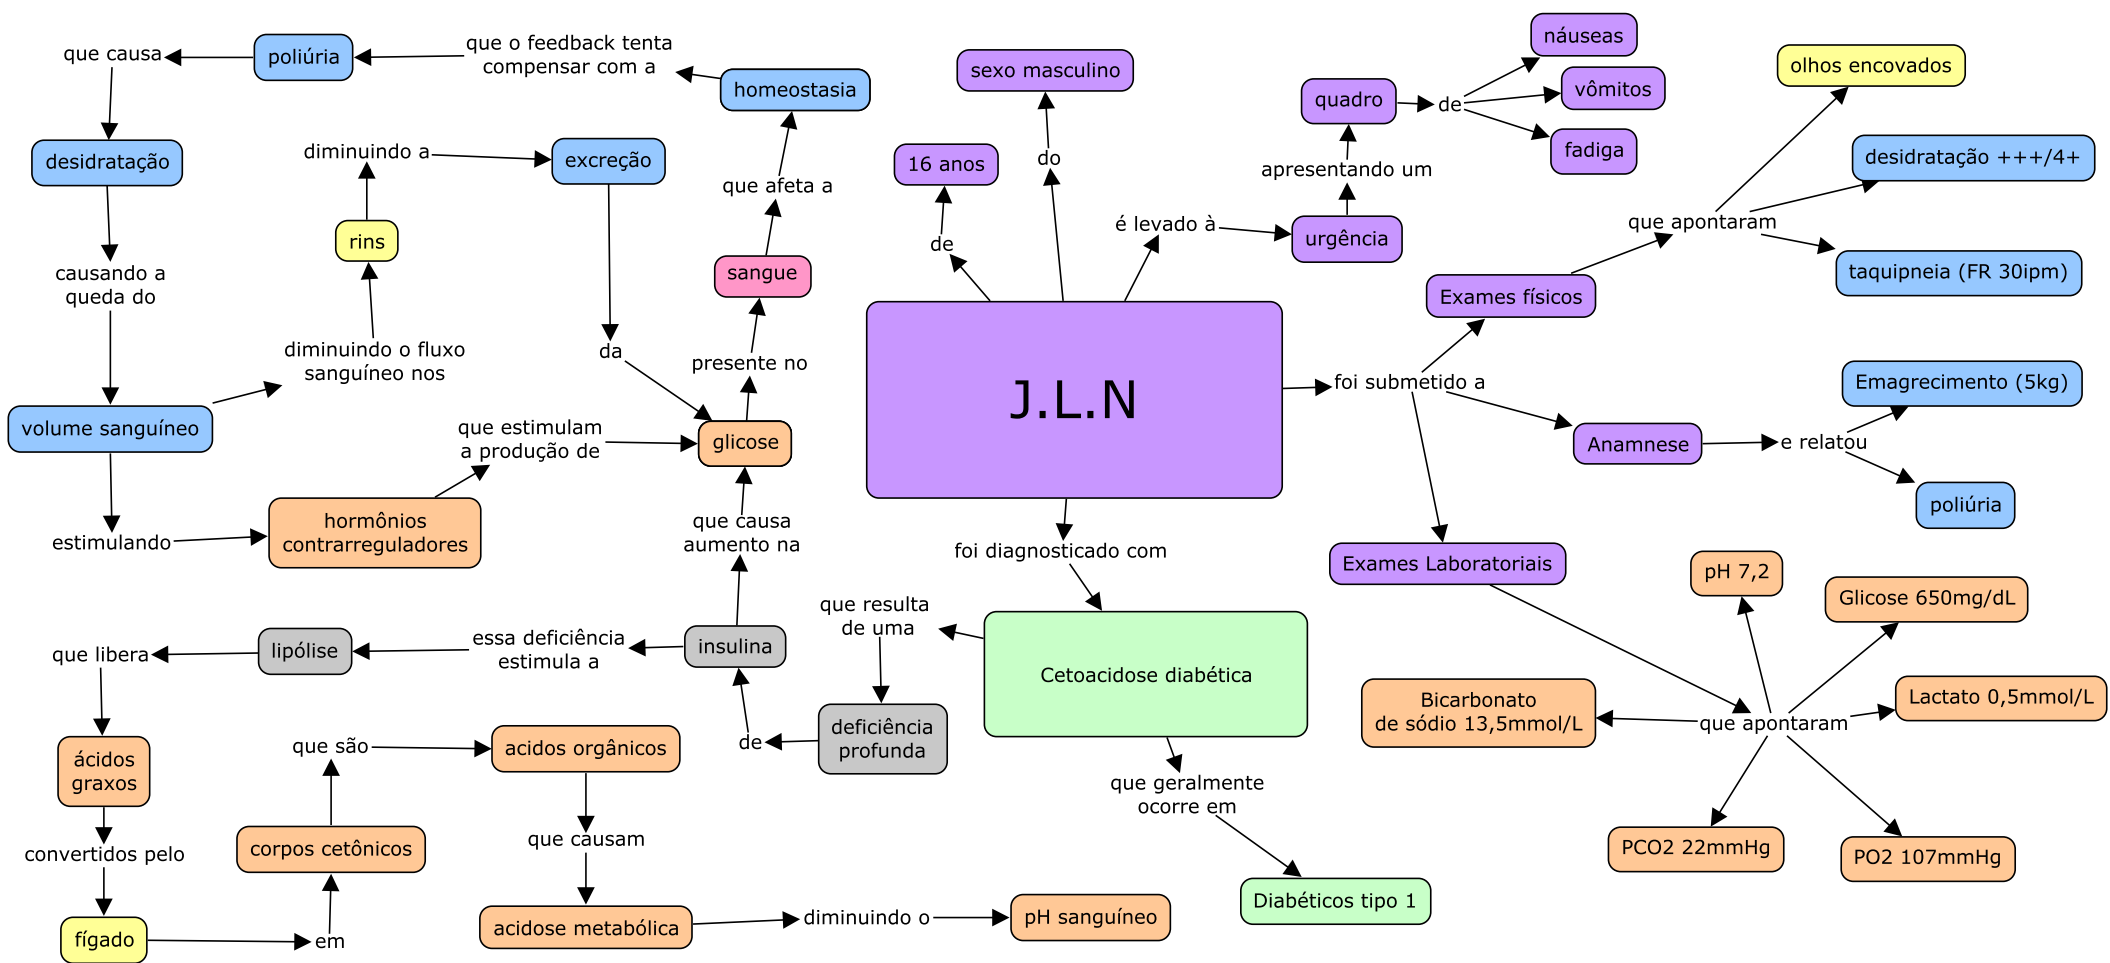 náuseas
olhos encovados
que o feedback tenta
compensar com a
que causa
poliúria
sexo masculino
homeostasia
quadro
de
vômitos
fadiga
desidratação +++/4+
desidratação
diminuindo a
excreção
16 anos
do
apresentando um
que afeta a
rins
de
é levado à
urgência
que apontaram
sangue
taquipneia (FR 30ipm)
causando a
queda do
Exames físicos
diminuindo o fluxo
sanguíneo nos
da
presente no
J.L.N
foi submetido a
Emagrecimento (5kg)
volume sanguíneo
que estimulam
a produção de
glicose
Anamnese
e relatou
poliúria
estimulando
hormônios
contrarreguladores
que causa
aumento na
foi diagnosticado com
Exames Laboratoriais
pH 7,2
Glicose 650mg/dL
que libera
lipólise
essa deficiência
estimula a
insulina
que resulta
de uma
Cetoacidose diabética
Bicarbonato
de sódio 13,5mmol/L
que apontaram
Lactato 0,5mmol/L
ácidos
graxos
que são
acidos orgânicos
de
deficiência
profunda
que geralmente
ocorre em
convertidos pelo
corpos cetônicos
que causam
PCO2 22mmHg
PO2 107mmHg
fígado
em
acidose metabólica
diminuindo o
pH sanguíneo
Diabéticos tipo 1